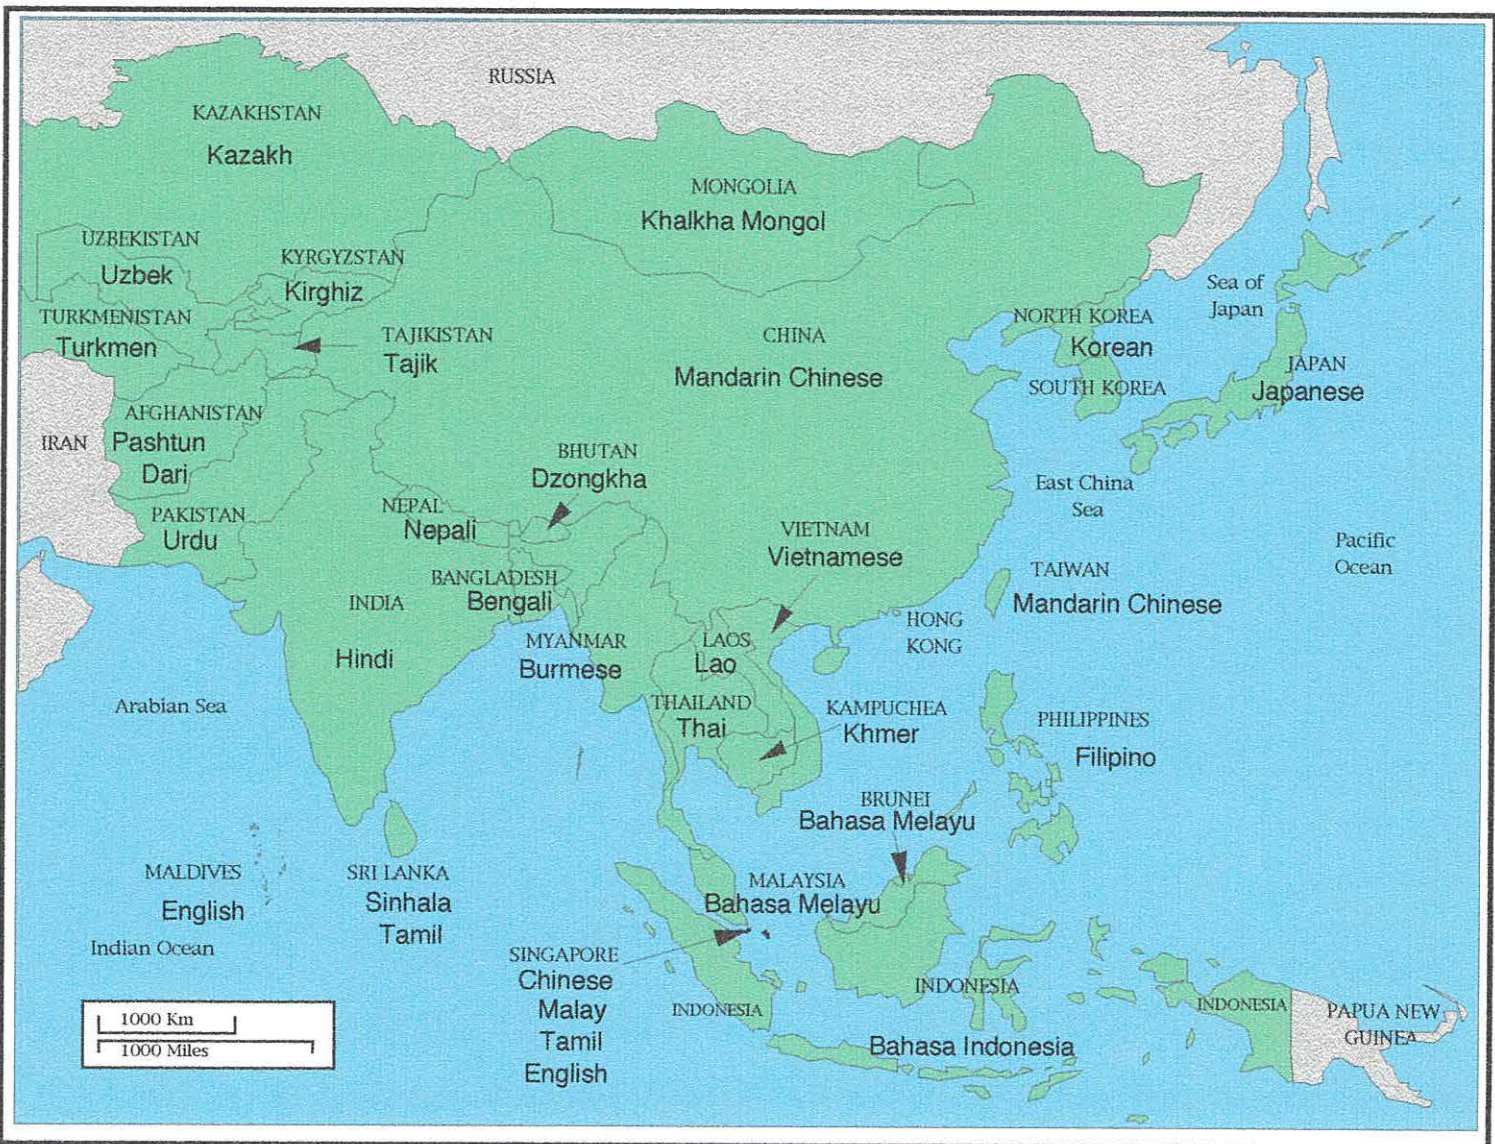 RUSSIA
KAZAKHSTAN
Kazakh
MONGOLIA
Khalkha Mongol
UZBEKISTAN
Uzbek
KYRGYZSTAN
Kirghiz
TURKMENISTAN
Turkmen
TAJIKISTAN
Tajik
CHINA
Mandarin Chinese
NORTH KOREA
Korean
SOUTH KOREA
Sea of
Japan
JAPAN
Japanese
IRAN
AFGHANISTAN
Pashtun
Dari
BHUTAN
Dzongkha
PAKISTAN
Urdu
NEPAL
Nepali
East China
Sea
VIETNAM
Vietnamese
Pacific
Ocean
BANGLADESH
Bengali
INDIA
Hindi
TAIWAN
Mandarin Chinese
HONG
KONG
MYANMAR
Burmese
LAOS
Lao
Arabian Sea
THAILAND
Thai
KAMPUCHEA
Khmer
PHILIPPINES
Filipino
BRUNEI
Bahasa Melayu
MALDIVES
English
SRI LANKA
Sinhala
Tamil
MALAYSIA
Bahasa Melayu
Indian Ocean
SINGAPORE
Chinese
Malay
Tamil
English
INDONESIA
INDONESIA
Bahasa Indonesia
INDONESIA
PAPUA NEW
GUINEA
1000 Km
1000 Miles